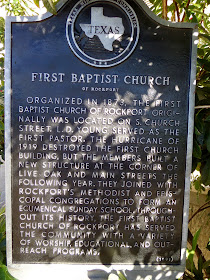 TEXAS
FIRST BAPTIST CHURCH
OF ROCKPORT
ORGANIZED IN 1873, THE FIRST
BAPTIST CHURCH OF ROCKPORT ORIGI-
NALLY WAS LOCATED ON S. CHURCH
STREET. L.D. YOUNG SERVED AS THE
FIRST PASTOR. THE HURRICANE OF
1919 DESTROYED THE FIRST CHURCH
BUILDING, BUT THE MEMBERS BUILT A
NEW STRUCTURE AT THE CORNER OF
LIVE OAK AND MAIN STREETS THE
FOLLOWING YEAR. THEY JOINED WITH
ROCKPORT'S METHODIST AND EPIS-
COPAL CONGREGATIONS TO FORM AN
ECUMENICAL SUNDAY SCHOOL. THROUGH-
OUT ITS HISTORY, THE FIRST BAPTIST
CHURCH OF ROCKPORT HAS SERVED
THE COMMUNITY WITH A VARIETY
OF WORSHIP, EDUCATIONAL, AND OUT-
REACH PROGRAMS.